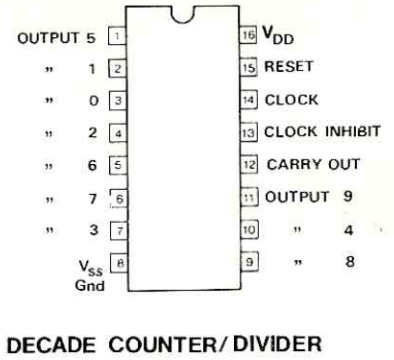 OUTPUT 5 1
" 1 2
" 0 3
" 2 4
" 6 5
" 7 6
" 3 7
V_SS 8
Gnd
16 V_DD
15 RESET
14 CLOCK
13 CLOCK INHIBIT
12 CARRY OUT
11 OUTPUT 9
10 " 4
9 " 8
DECADE COUNTER/DIVIDER